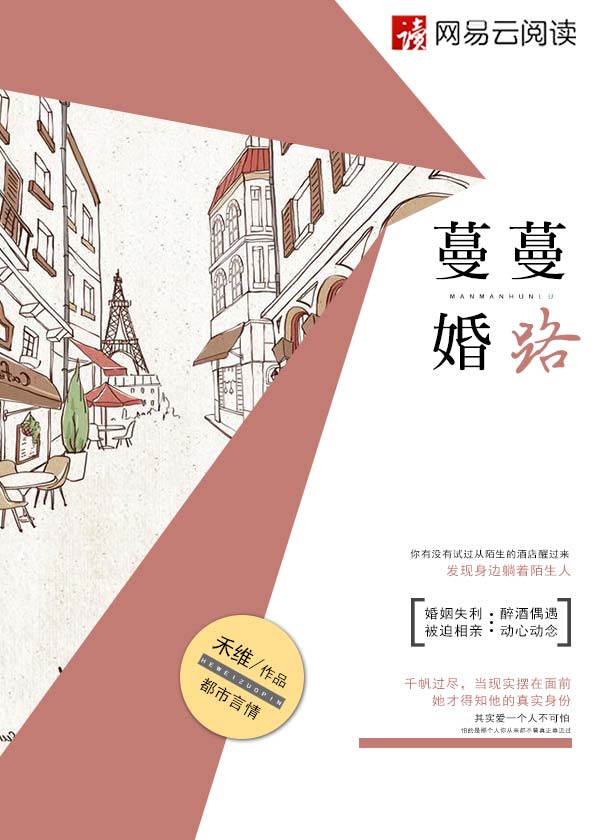 读 网易云阅读
蔓蔓
MANMANHUNLU
婚路
你有没有试过从陌生的酒店醒过来
发现身边躺着陌生人
婚姻失利：醉酒偶遇
被迫相亲：动心动念
千帆过尽，当现实摆在面前
她才得知他的真实身份
其实爱一个人不可怕
禾维/作品
HEWEIZUOPIN
都市言情
Cafe